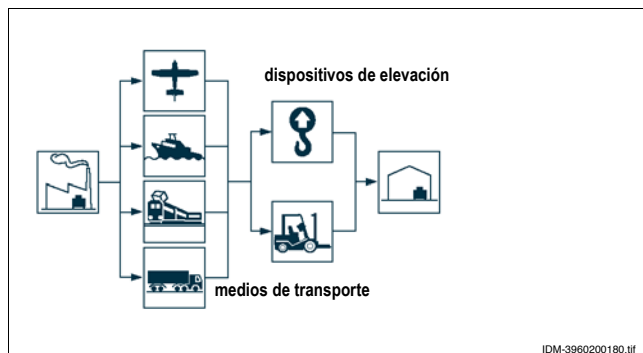 dispositivos de elevación
medios de transporte
IDM-3960200180.tif